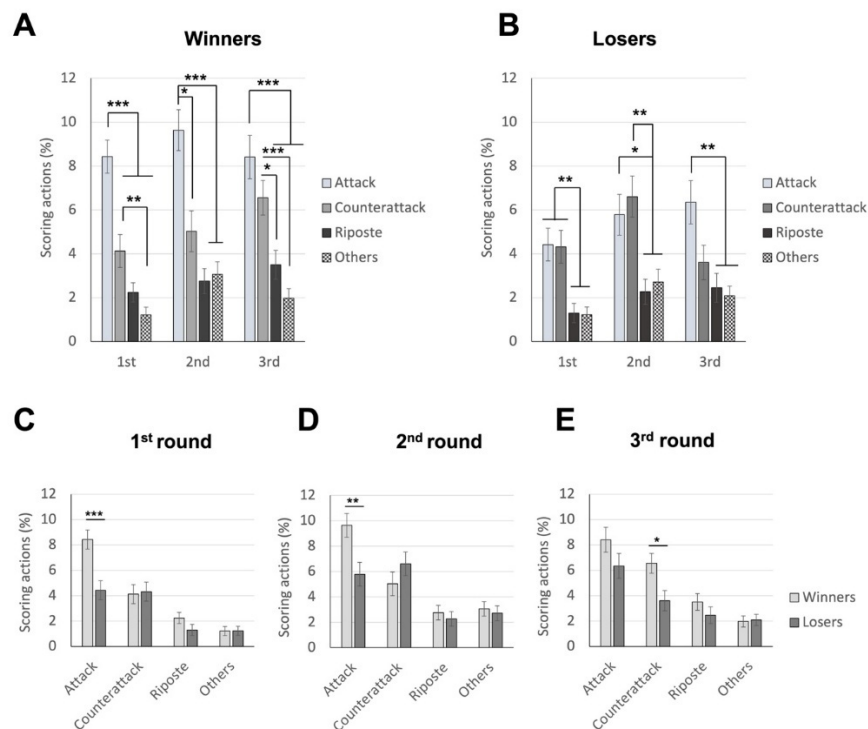 A
Winners
Scoring actions (%)
12
10
8
6
4
2
0
***
**
***
*
***
***
*
1st
2nd
3rd
Attack
Counterattack
Riposte
Others
B
Losers
Scoring actions (%)
12
10
8
6
4
2
0
**
**
*
**
1st
2nd
3rd
Attack
Counterattack
Riposte
Others
C
1st round
Scoring actions (%)
12
10
8
6
4
2
0
***
Attack
Counterattack
Riposte
Others
D
2nd round
Scoring actions (%)
12
10
8
6
4
2
0
**
Attack
Counterattack
Riposte
Others
E
3rd round
Scoring actions (%)
12
10
8
6
4
2
0
*
Attack
Counterattack
Riposte
Others
Winners
Losers